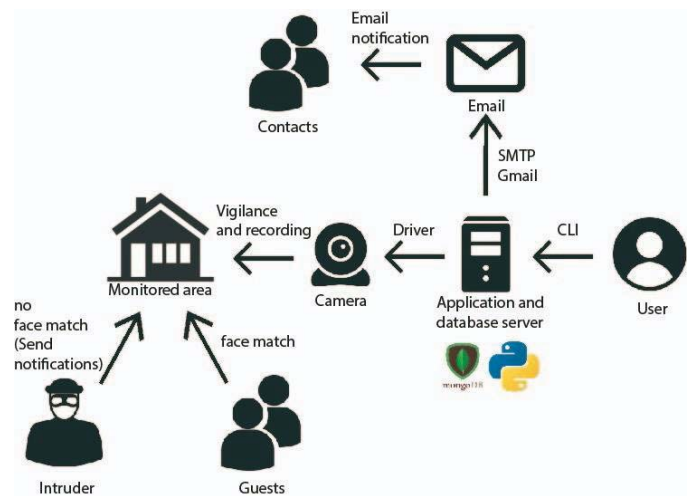 Email
notification
Email
Contacts
SMTP
Gmail
Vigilance
and recording
Driver
CLI
Monitored area
Camera
Application and
database server
User
no
face match
(Send
notifications)
face match
mongoDB
Intruder
Guests